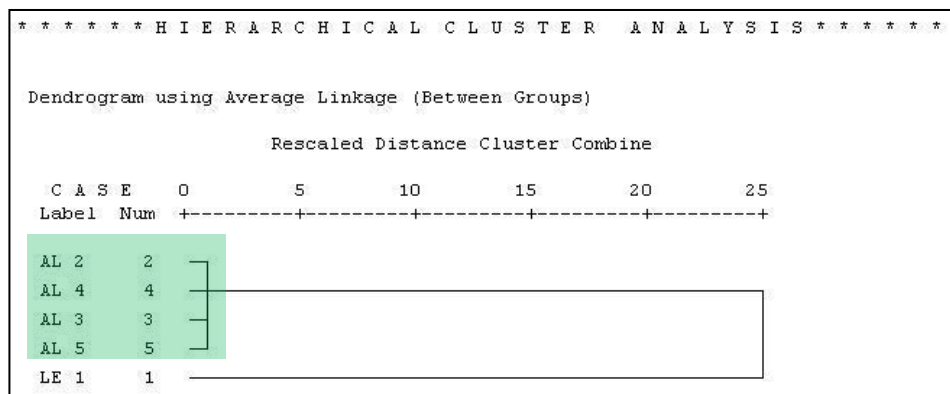 * * * * * * H I E R A R C H I C A L   C L U S T E R   A N A L Y S I S * * * * * *
Dendrogram using Average Linkage (Between Groups)
Rescaled Distance Cluster Combine
C A S E     0         5        10        15        20        25
Label  Num  +---------+---------+---------+---------+---------+
AL 2     2
AL 4     4
AL 3     3
AL 5     5
LE 1     1